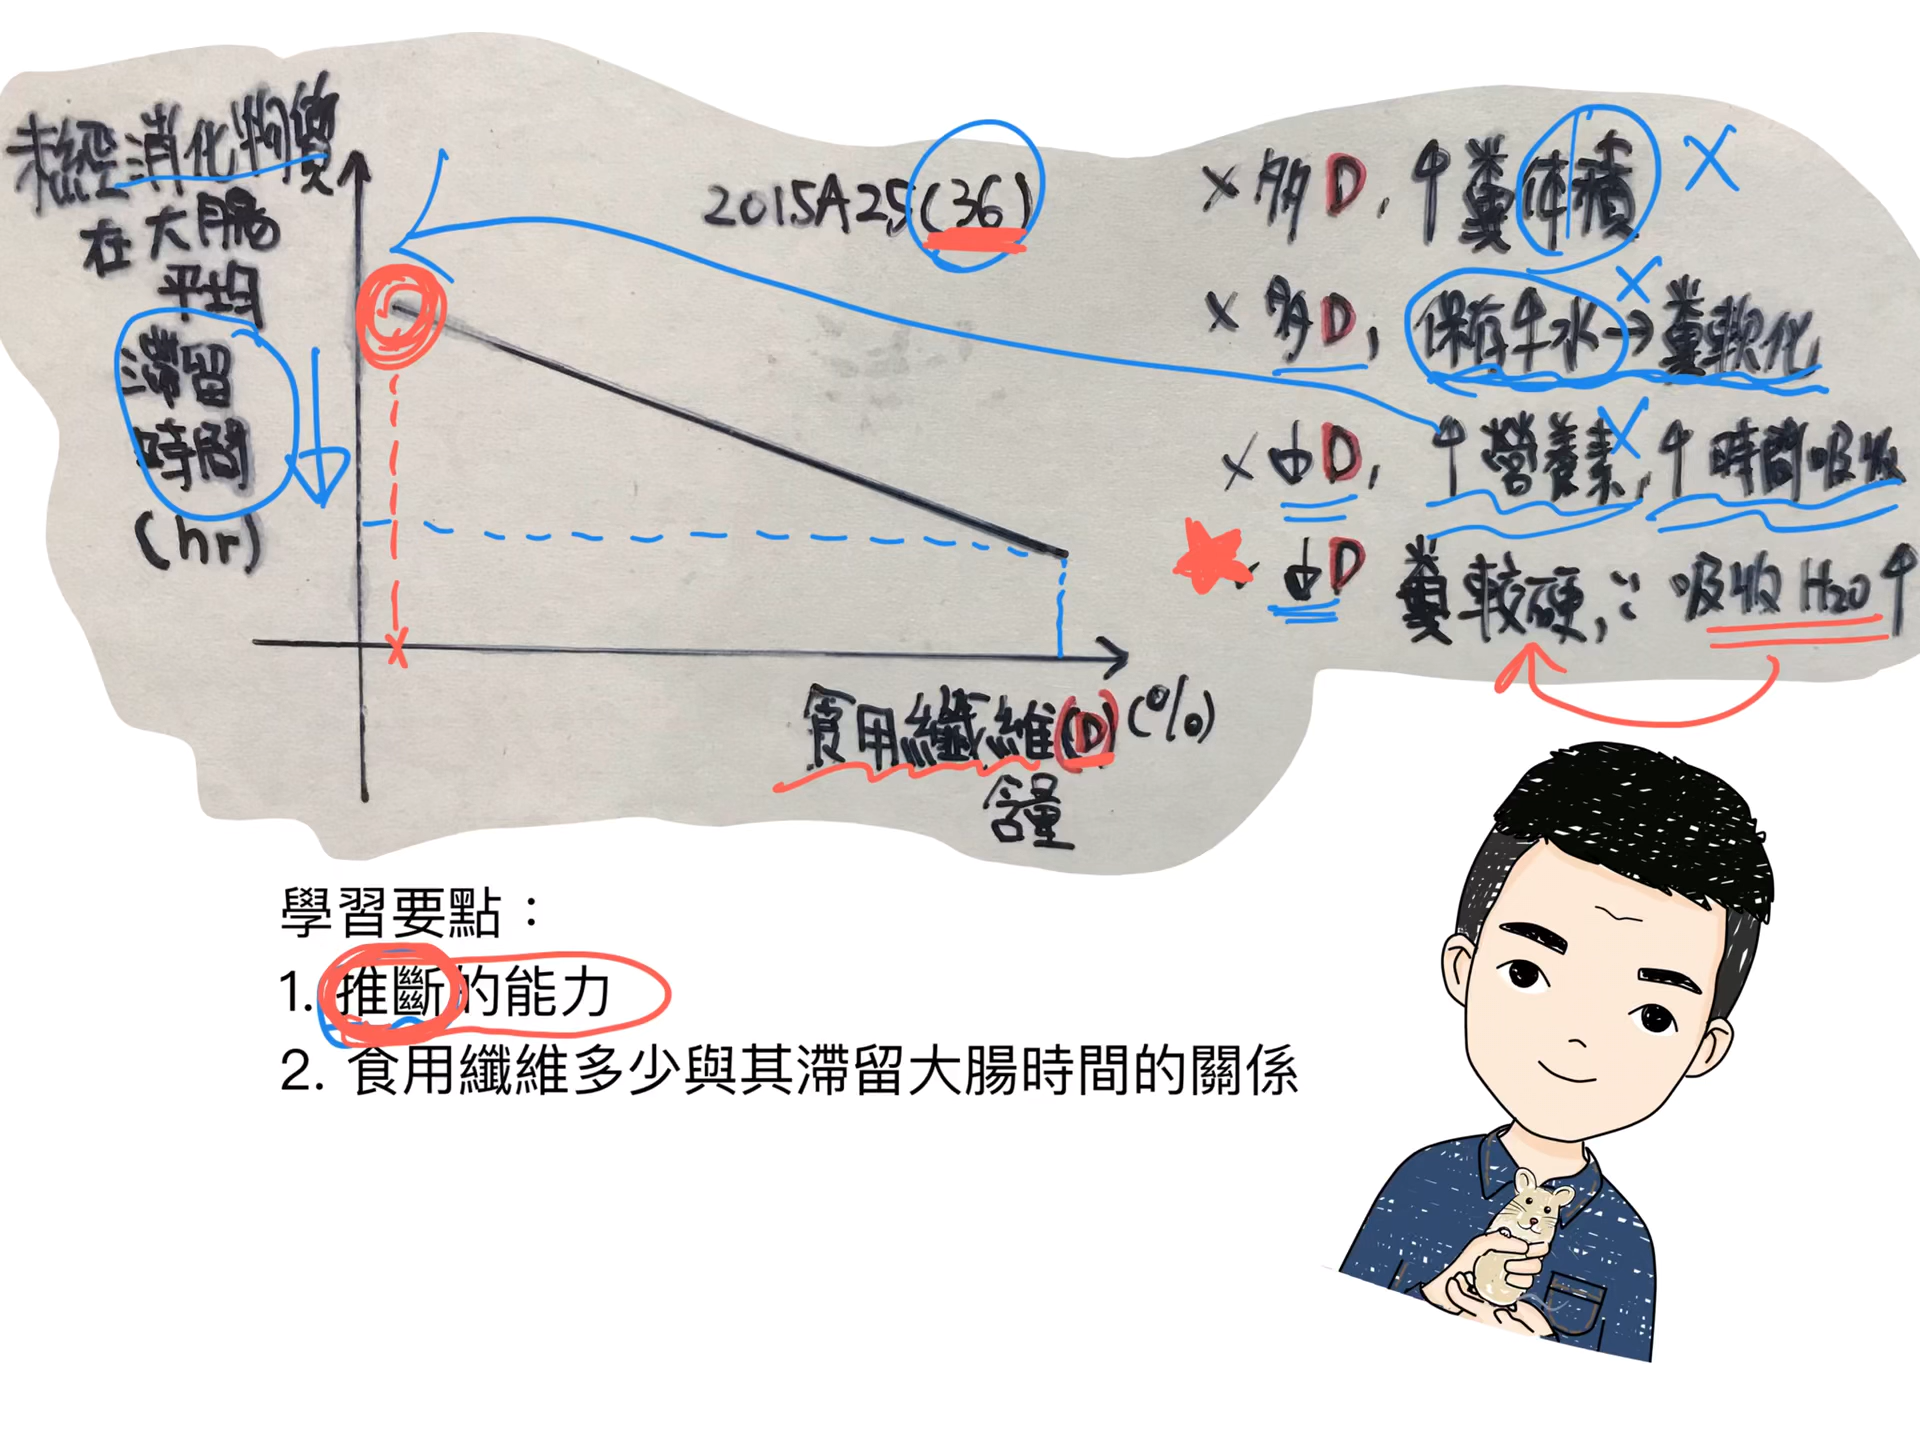 未經消化物質
在大腸
平均
滯留
時間
(hr)
2015A25(36)
食用纖維(D)(%)
含量
× 多D，↑糞体積 ×
× 多D，保存↑水→糞軟化 ×
× 少D，↑營養素，↑時間吸收 ×
少D 糞較硬，∵吸收H2O↑
學習要點：
1. 推斷的能力
2. 食用纖維多少與其滯留大腸時間的關係